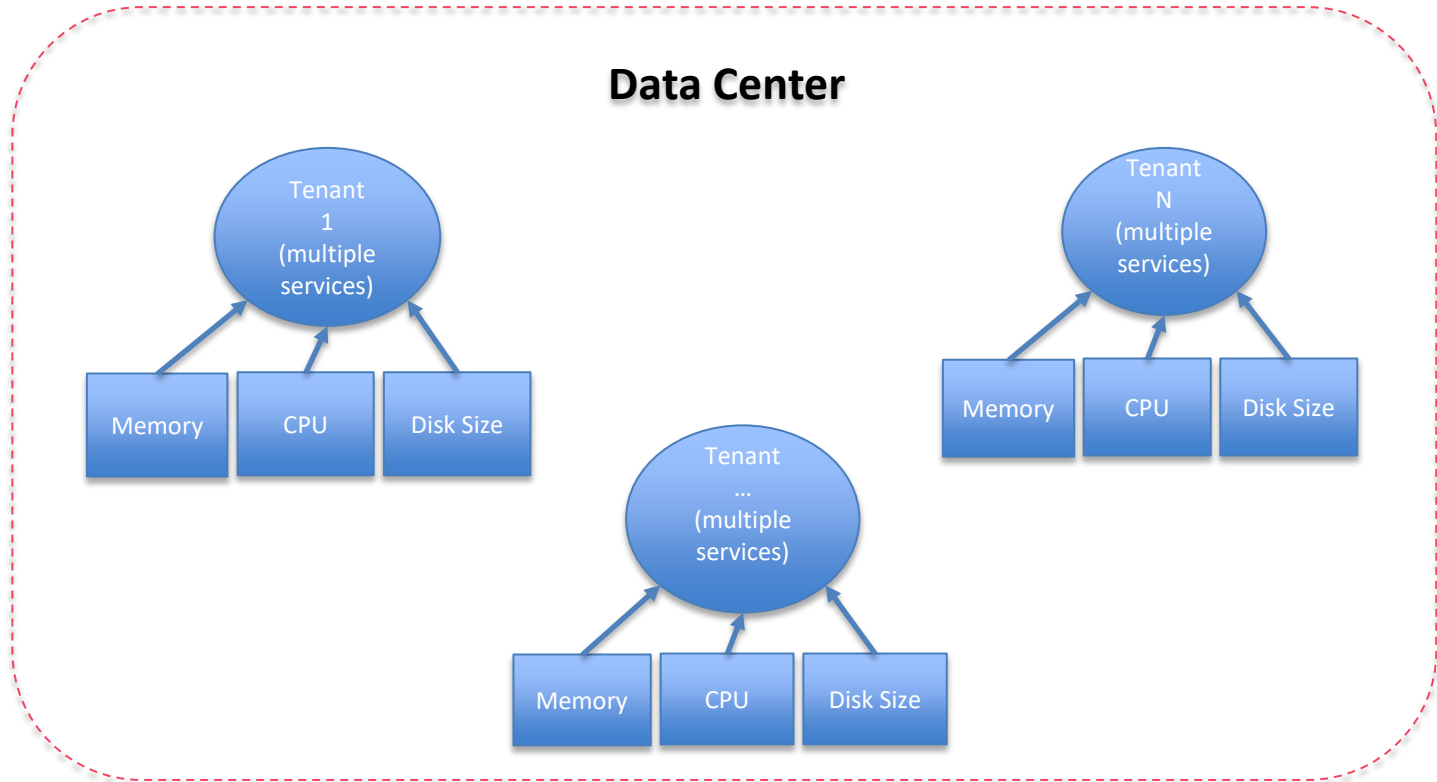 Data Center
Tenant
1
(multiple
services)
Memory
CPU
Disk Size
Tenant
N
(multiple
services)
Memory
CPU
Disk Size
Tenant
...
(multiple
services)
Memory
CPU
Disk Size